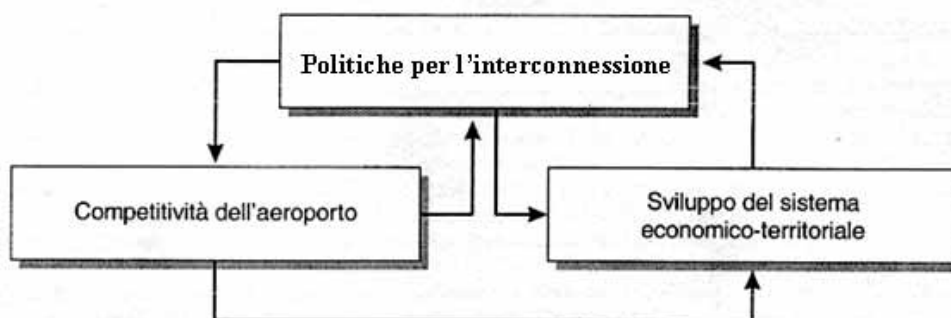 Politiche per l'interconnessione
Competitività dell'aeroporto
Sviluppo del sistema
economico-territoriale